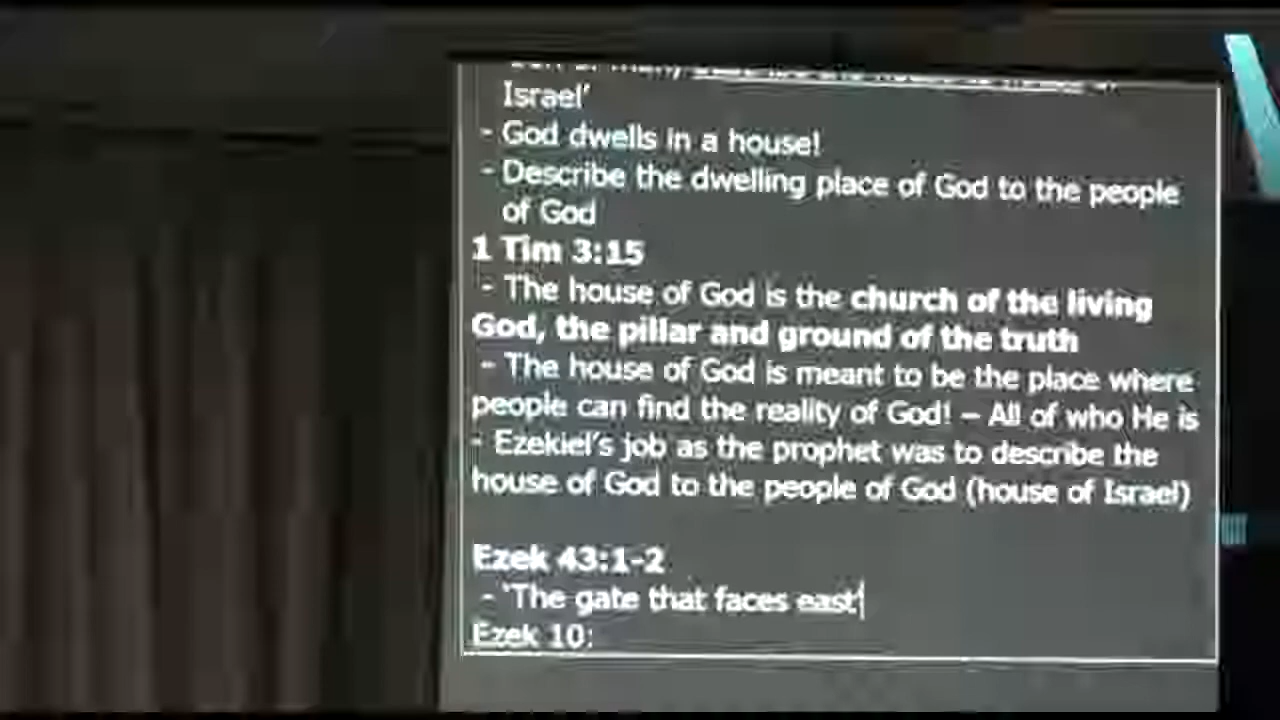 Israel'
- God dwells in a house!
- Describe the dwelling place of God to the people
of God
1 Tim 3:15
- The house of God is the church of the living
God, the pillar and ground of the truth
- The house of God is meant to be the place where
people can find the reality of God! – All of who He is
- Ezekiel's job as the prophet was to describe the
house of God to the people of God (house of Israel)
Ezek 43:1-2
- 'The gate that faces east'
Ezek 10: